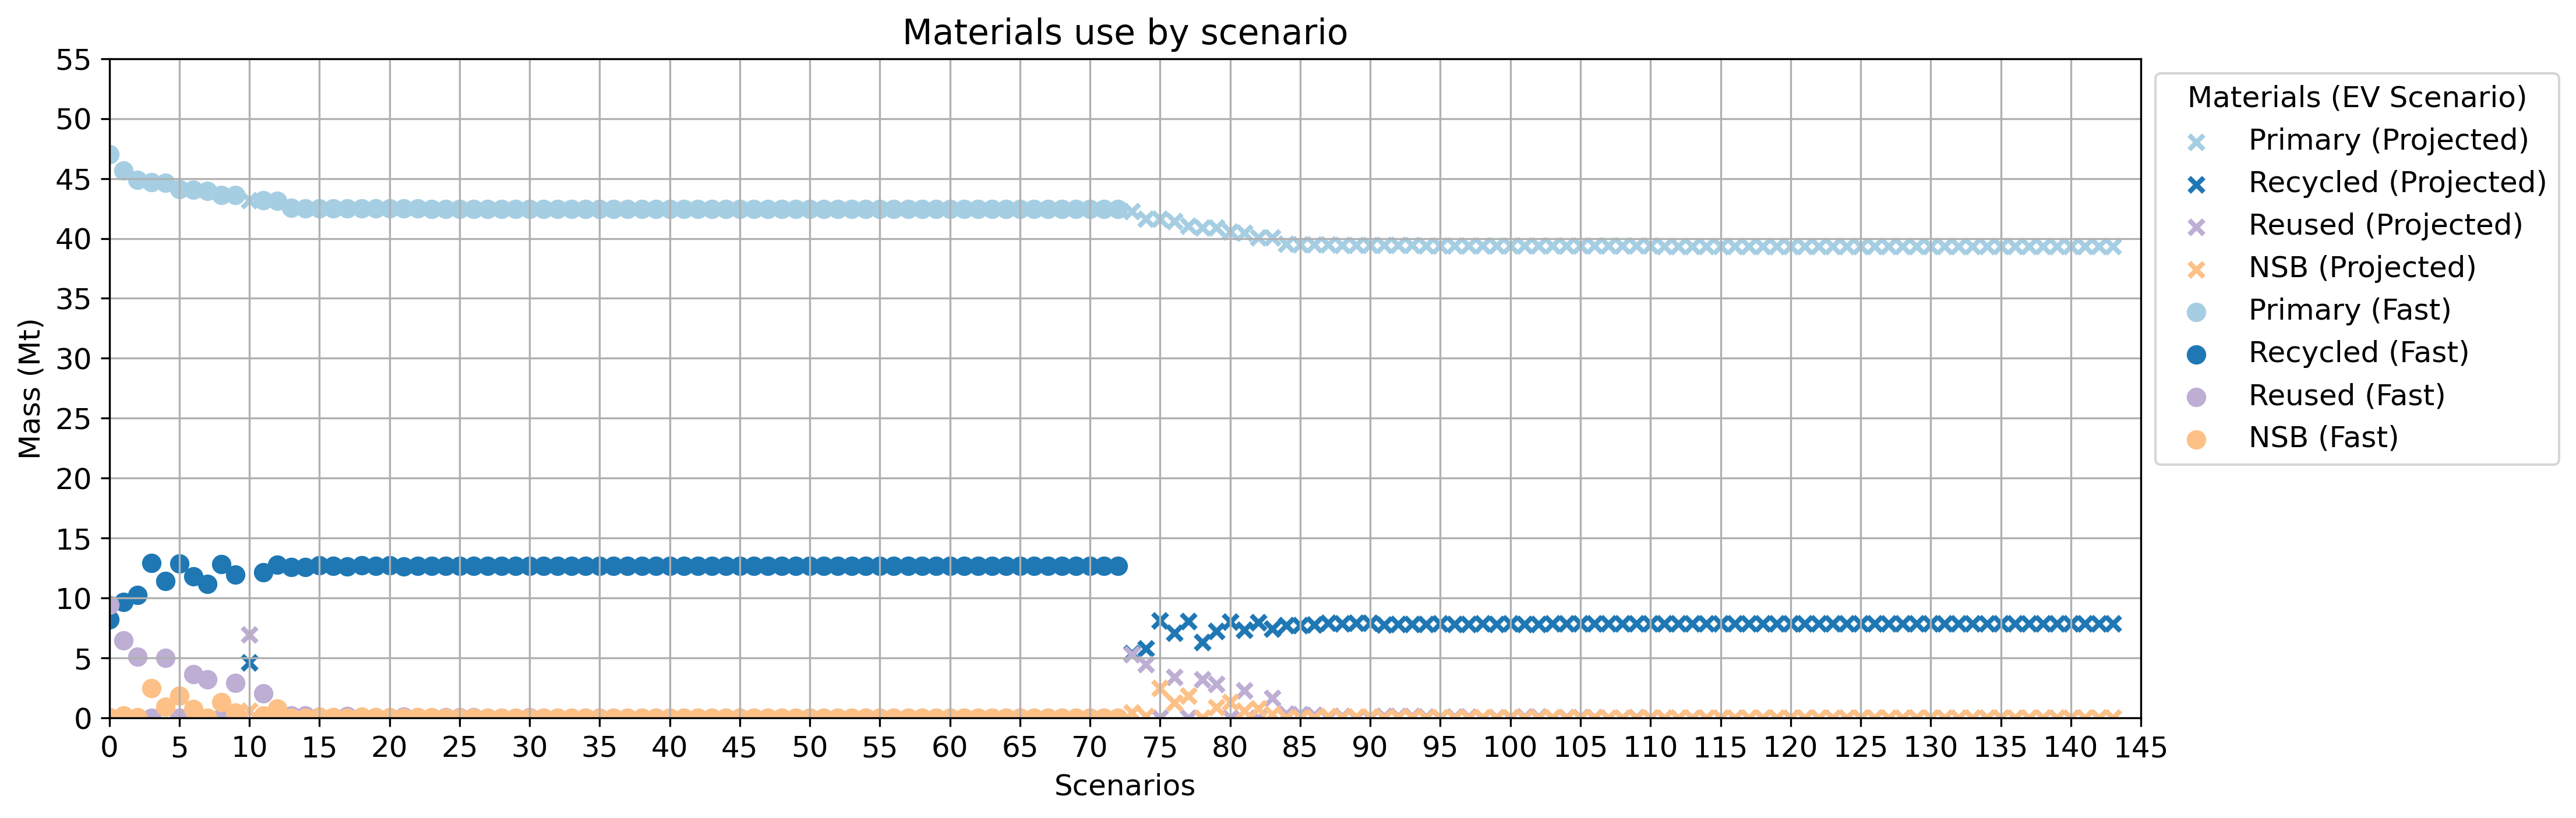 Materials use by scenario
55
50
45
40
35
30
25
20
15
10
5
0
Mass (Mt)
0 5 10 15 20 25 30 35 40 45 50 55 60 65 70 75 80 85 90 95 100 105 110 115 120 125 130 135 140 145
Scenarios
Materials (EV Scenario)
Primary (Projected)
Recycled (Projected)
Reused (Projected)
NSB (Projected)
Primary (Fast)
Recycled (Fast)
Reused (Fast)
NSB (Fast)